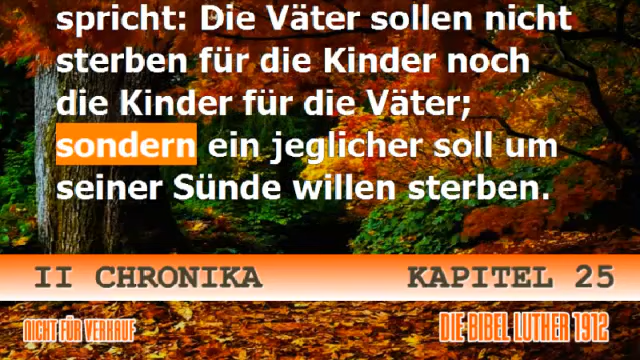 spricht: Die Väter sollen nicht
sterben für die Kinder noch
die Kinder für die Väter;
sondern ein jeglicher soll um
seiner Sünde willen sterben.
II CHRONIKA KAPITEL 25
NICHT FÜR VERKAUF DIE BIBEL LUTHER 1912